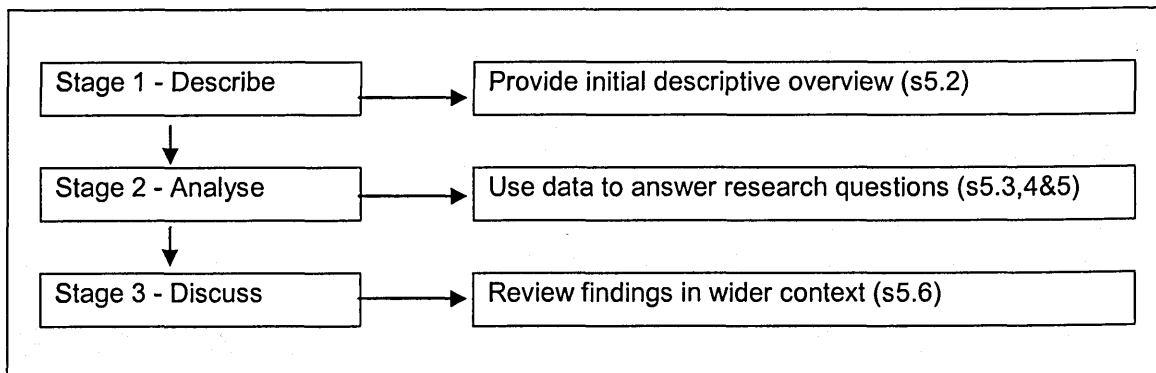 Stage 1 - Describe
Provide initial descriptive overview (s5.2)
Stage 2 - Analyse
Use data to answer research questions (s5.3,4&5)
Stage 3 - Discuss
Review findings in wider context (s5.6)